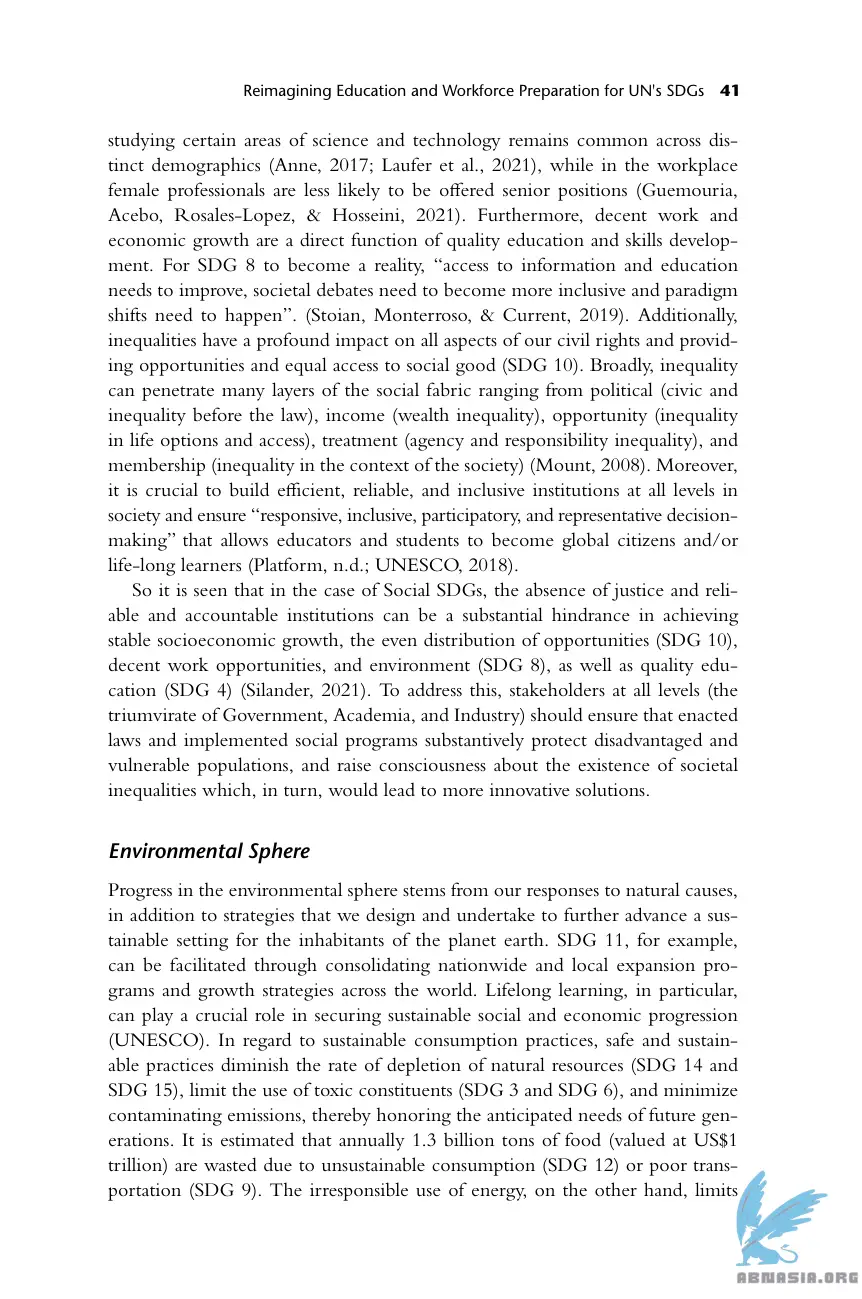 Reimagining Education and Workforce Preparation for UN's SDGs 41
studying certain areas of science and technology remains common across dis-
tinct demographics (Anne, 2017; Laufer et al., 2021), while in the workplace
female professionals are less likely to be offered senior positions (Guemouria,
Acebo, Rosales-Lopez, & Hosseini, 2021). Furthermore, decent work and
economic growth are a direct function of quality education and skills develop-
ment. For SDG 8 to become a reality, “access to information and education
needs to improve, societal debates need to become more inclusive and paradigm
shifts need to happen”. (Stoian, Monterroso, & Current, 2019). Additionally,
inequalities have a profound impact on all aspects of our civil rights and provid-
ing opportunities and equal access to social good (SDG 10). Broadly, inequality
can penetrate many layers of the social fabric ranging from political (civic and
inequality before the law), income (wealth inequality), opportunity (inequality
in life options and access), treatment (agency and responsibility inequality), and
membership (inequality in the context of the society) (Mount, 2008). Moreover,
it is crucial to build efficient, reliable, and inclusive institutions at all levels in
society and ensure “responsive, inclusive, participatory, and representative decision-
making” that allows educators and students to become global citizens and/or
life-long learners (Platform, n.d.; UNESCO, 2018).
So it is seen that in the case of Social SDGs, the absence of justice and reli-
able and accountable institutions can be a substantial hindrance in achieving
stable socioeconomic growth, the even distribution of opportunities (SDG 10),
decent work opportunities, and environment (SDG 8), as well as quality edu-
cation (SDG 4) (Silander, 2021). To address this, stakeholders at all levels (the
triumvirate of Government, Academia, and Industry) should ensure that enacted
laws and implemented social programs substantively protect disadvantaged and
vulnerable populations, and raise consciousness about the existence of societal
inequalities which, in turn, would lead to more innovative solutions.
Environmental Sphere
Progress in the environmental sphere stems from our responses to natural causes,
in addition to strategies that we design and undertake to further advance a sus-
tainable setting for the inhabitants of the planet earth. SDG 11, for example,
can be facilitated through consolidating nationwide and local expansion pro-
grams and growth strategies across the world. Lifelong learning, in particular,
can play a crucial role in securing sustainable social and economic progression
(UNESCO). In regard to sustainable consumption practices, safe and sustain-
able practices diminish the rate of depletion of natural resources (SDG 14 and
SDG 15), limit the use of toxic constituents (SDG 3 and SDG 6), and minimize
contaminating emissions, thereby honoring the anticipated needs of future gen-
erations. It is estimated that annually 1.3 billion tons of food (valued at US$1
trillion) are wasted due to unsustainable consumption (SDG 12) or poor trans-
portation (SDG 9). The irresponsible use of energy, on the other hand, limits
ABNASIA.ORG